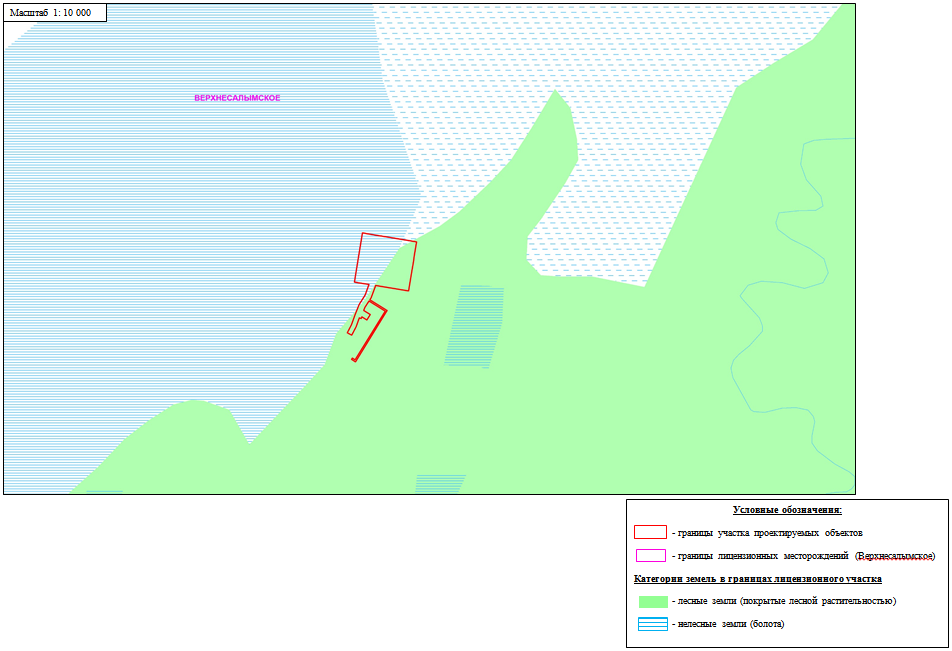 Масштаб 1: 10 000
ВЕРХНЕСАЛЫМСКОЕ
Условные обозначения:
- границы участка проектируемых объектов
- границы лицензионных месторождений (Верхнесалымское)
Категории земель в границах лицензионного участка
- лесные земли (покрытые лесной растительностью)
- нелесные земли (болота)